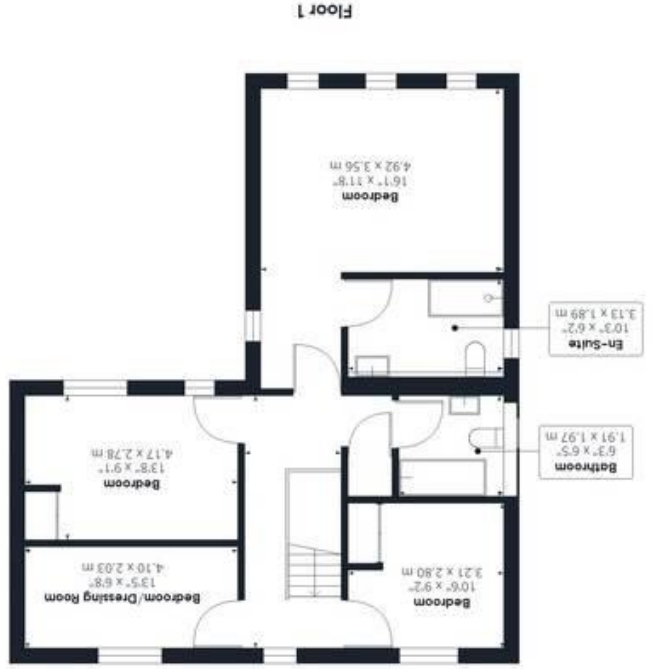 Bedroom
10'6" x 9'2"
3.21 x 2.80 m
Bedroom/Dressing Room
13'5" x 6'8"
4.10 x 2.03 m
Bathroom
6'3" x 6'5"
1.91 x 1.97 m
Bedroom
13'8" x 9'1"
4.17 x 2.78 m
En-Suite
10'3" x 6'2"
3.13 x 1.89 m
Bedroom
16'1" x 11'8"
4.92 x 3.56 m
Floor 1